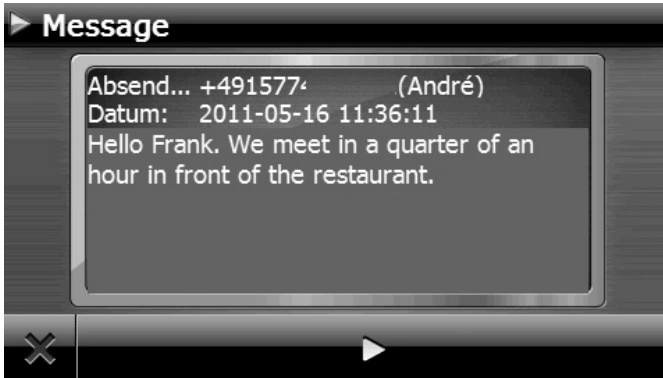 Message
Absend... +4915774 (André)
Datum: 2011-05-16 11:36:11
Hello Frank. We meet in a quarter of an
hour in front of the restaurant.